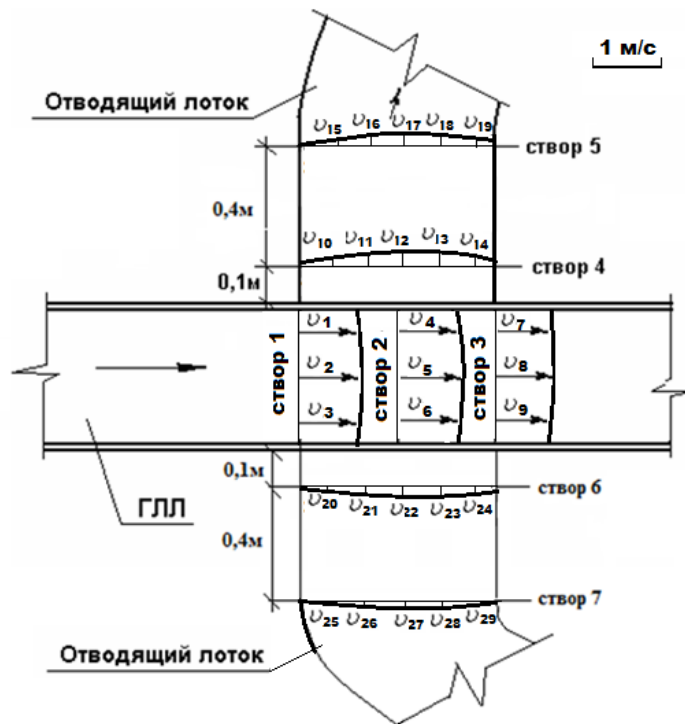 1 м/с
Отводящий лоток
υ15 υ16 υ17 υ18 υ19
створ 5
0,4м
υ10 υ11 υ12 υ13 υ14
створ 4
0,1м
створ 1
υ1
υ2
υ3
створ 2
υ4
υ5
υ6
створ 3
υ7
υ8
υ9
0,1м
ГЛЛ
створ 6
υ20 υ21 υ22 υ23 υ24
0,4м
створ 7
υ25 υ26 υ27 υ28 υ29
Отводящий лоток